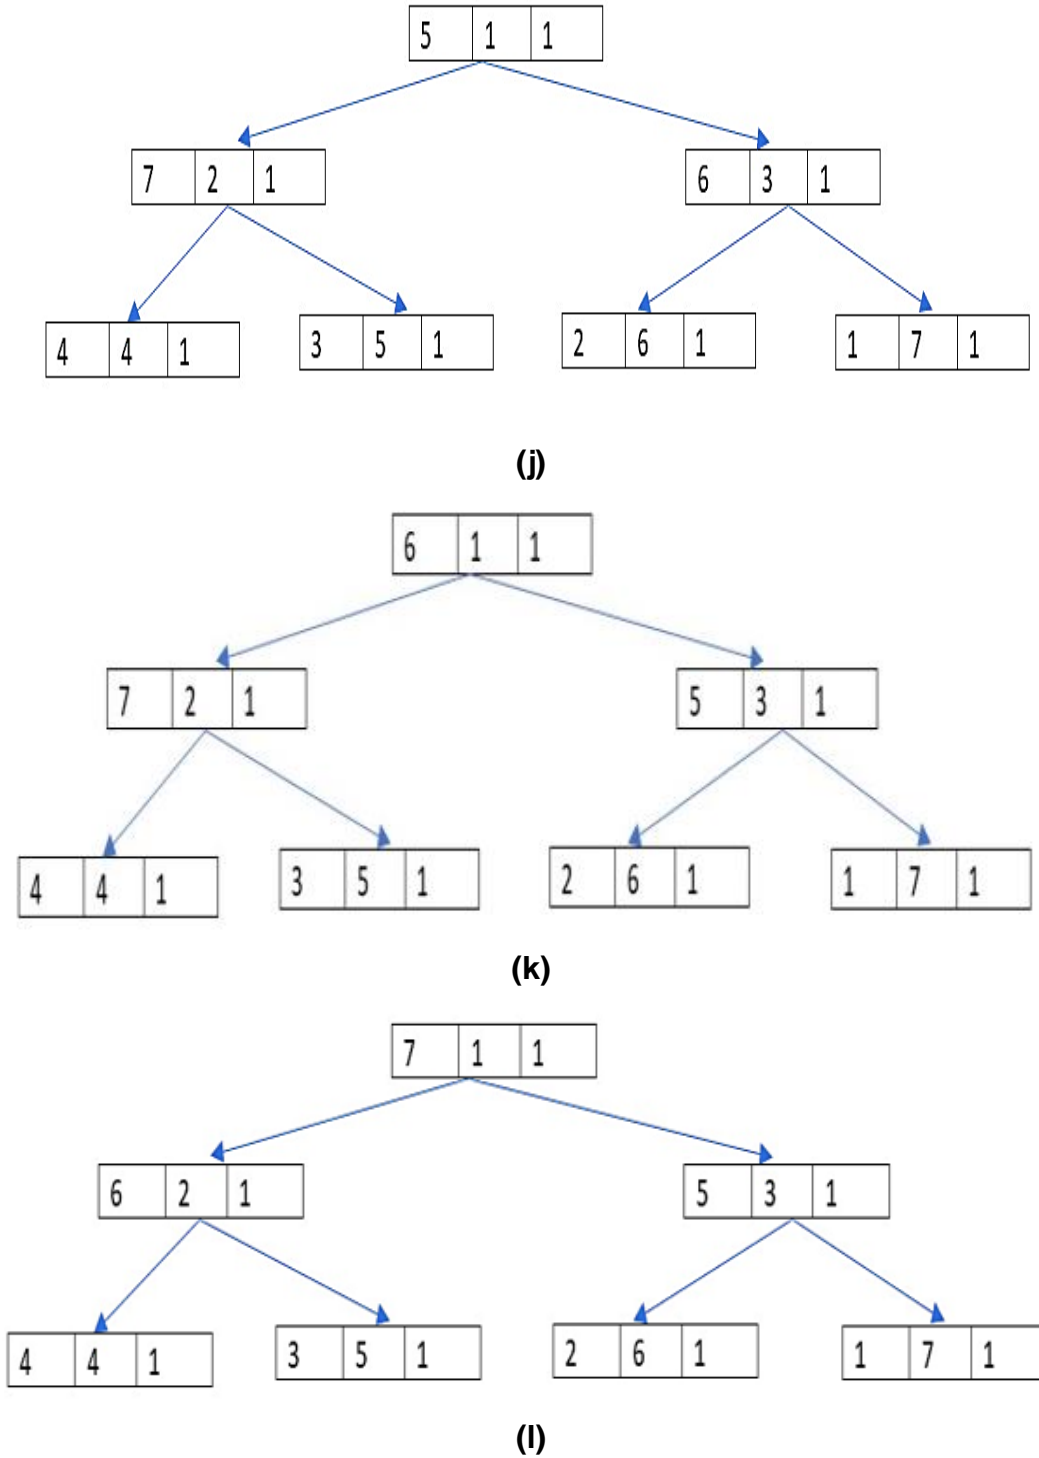 5 1 1
7 2 1 6 3 1
4 4 1 3 5 1 2 6 1 1 7 1
(j)
6 1 1
7 2 1 5 3 1
4 4 1 3 5 1 2 6 1 1 7 1
(k)
7 1 1
6 2 1 5 3 1
4 4 1 3 5 1 2 6 1 1 7 1
(l)